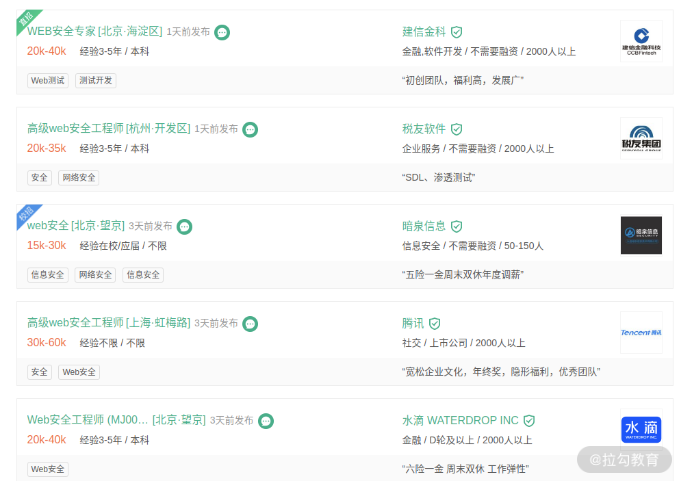 直招
WEB安全专家 [北京·海淀区] 1天前发布
建信金科
20k-40k 经验3-5年 / 本科
金融,软件开发 / 不需要融资 / 2000人以上
建信金融科技
CCBFintech
Web测试 测试开发
“初创团队，福利高，发展广”
高级web安全工程师 [杭州·开发区] 1天前发布
税友软件
20k-35k 经验3-5年 / 本科
企业服务 / 不需要融资 / 2000人以上
税友集团
安全 网络安全
“SDL、渗透测试”
校招
web安全 [北京·望京] 3天前发布
暗泉信息
15k-30k 经验在校/应届 / 不限
信息安全 / 不需要融资 / 50-150人
暗泉信息
信息安全 网络安全 信息安全
“五险一金周末双休年度调薪”
高级web安全工程师 [上海·虹梅路] 3天前发布
腾讯
30k-60k 经验不限 / 不限
社交 / 上市公司 / 2000人以上
Tencent 腾讯
安全 Web安全
“宽松企业文化，年终奖，隐形福利，优秀团队”
Web安全工程师 (MJ00... [北京·望京] 3天前发布
水滴 WATERDROP INC
20k-40k 经验3-5年 / 本科
金融 / D轮及以上 / 2000人以上
水滴
WATERDROP INC.
Web安全
“六险一金 周末双休 工作弹性”
@拉勾教育